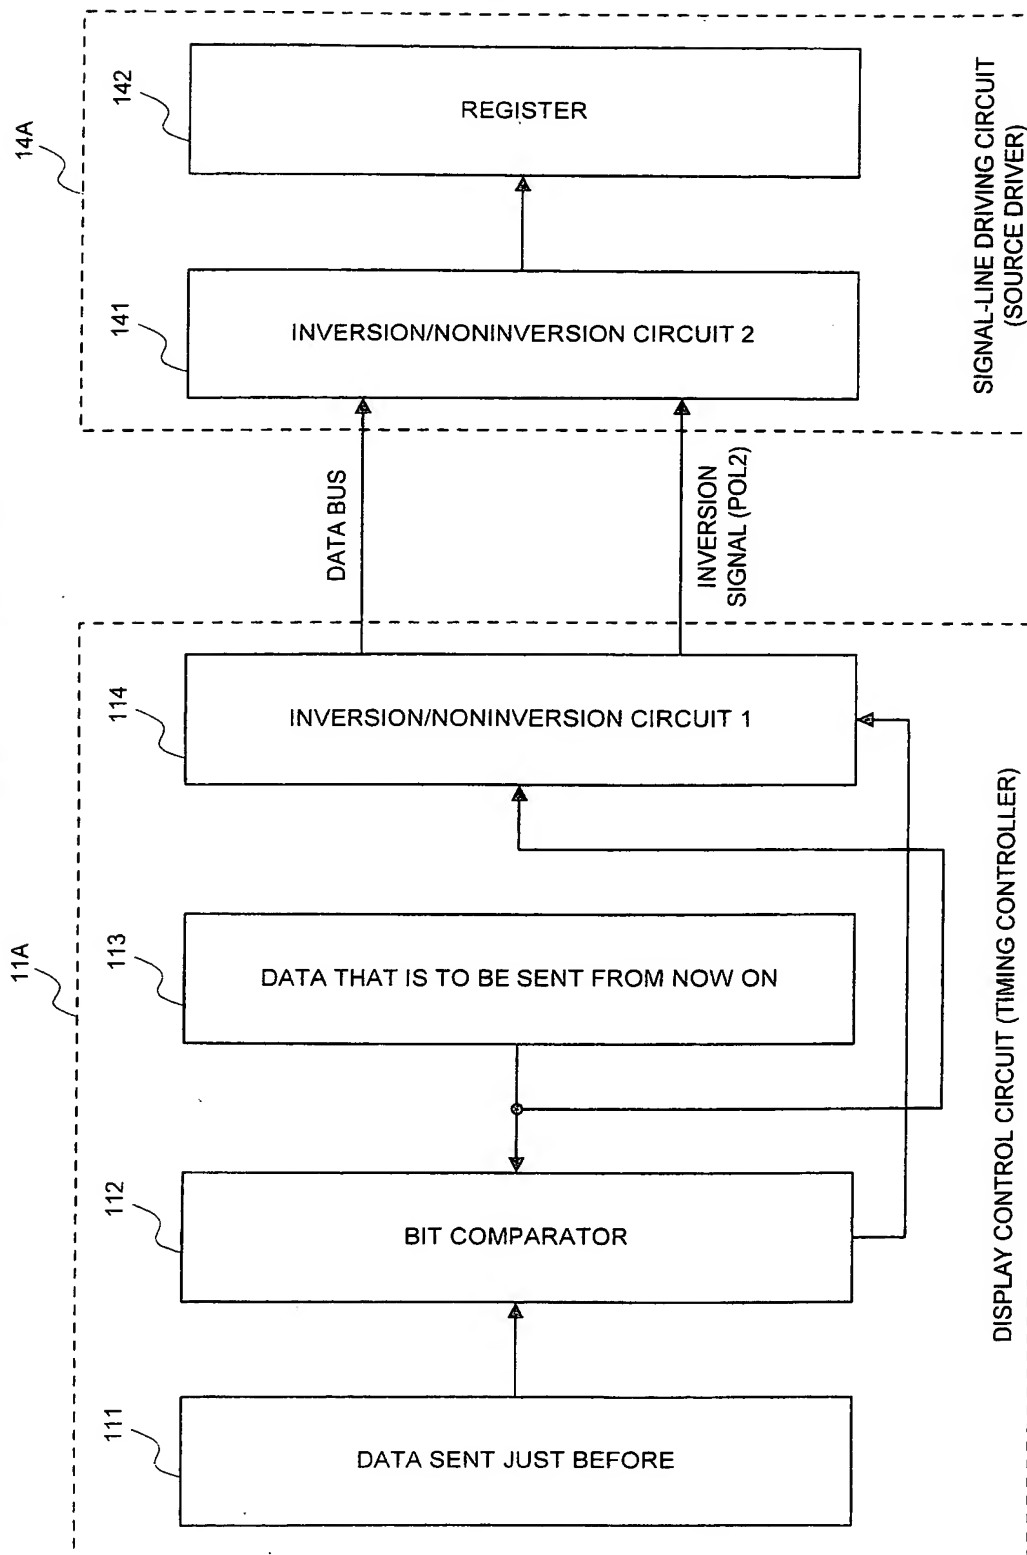 11A
14A
111
DATA SENT JUST BEFORE
112
BIT COMPARATOR
113
DATA THAT IS TO BE SENT FROM NOW ON
114
INVERSION/NONINVERSION CIRCUIT 1
DATA BUS
INVERSION
SIGNAL (POL2)
141
INVERSION/NONINVERSION CIRCUIT 2
142
REGISTER
DISPLAY CONTROL CIRCUIT (TIMING CONTROLLER)
SIGNAL-LINE DRIVING CIRCUIT
(SOURCE DRIVER)